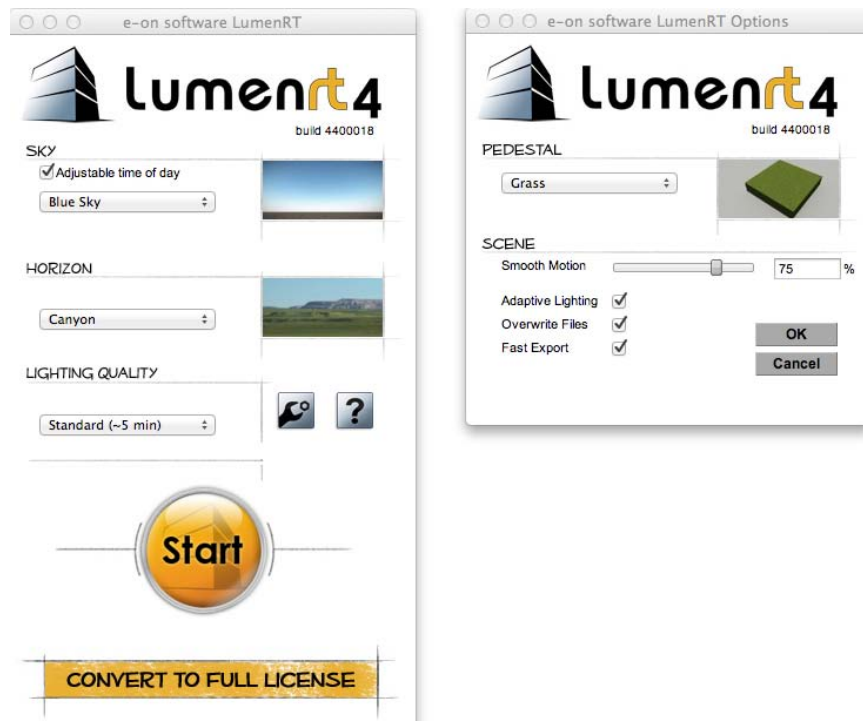 e-on software LumenRT
Lumenrt4
build 4400018
SKY
Adjustable time of day
Blue Sky
HORIZON
Canyon
LIGHTING QUALITY
Standard (~5 min)
?
Start
CONVERT TO FULL LICENSE
e-on software LumenRT Options
Lumenrt4
build 4400018
PEDESTAL
Grass
SCENE
Smooth Motion 75 %
Adaptive Lighting
Overwrite Files
Fast Export
OK
Cancel